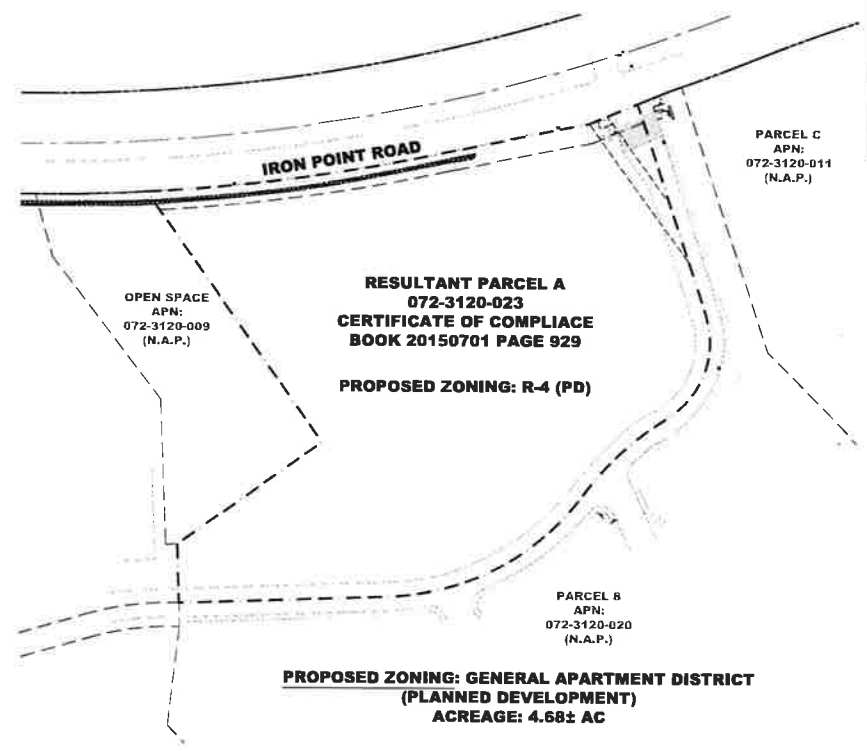 IRON POINT ROAD
PARCEL C
APN:
072-3120-011
(N.A.P.)
OPEN SPACE
APN:
072-3120-009
(N.A.P.)
RESULTANT PARCEL A
072-3120-023
CERTIFICATE OF COMPLIACE
BOOK 20150701 PAGE 929
PROPOSED ZONING: R-4 (PD)
PARCEL 8
APN:
072-3120-020
(N.A.P.)
PROPOSED ZONING: GENERAL APARTMENT DISTRICT
(PLANNED DEVELOPMENT)
ACREAGE: 4.68± AC